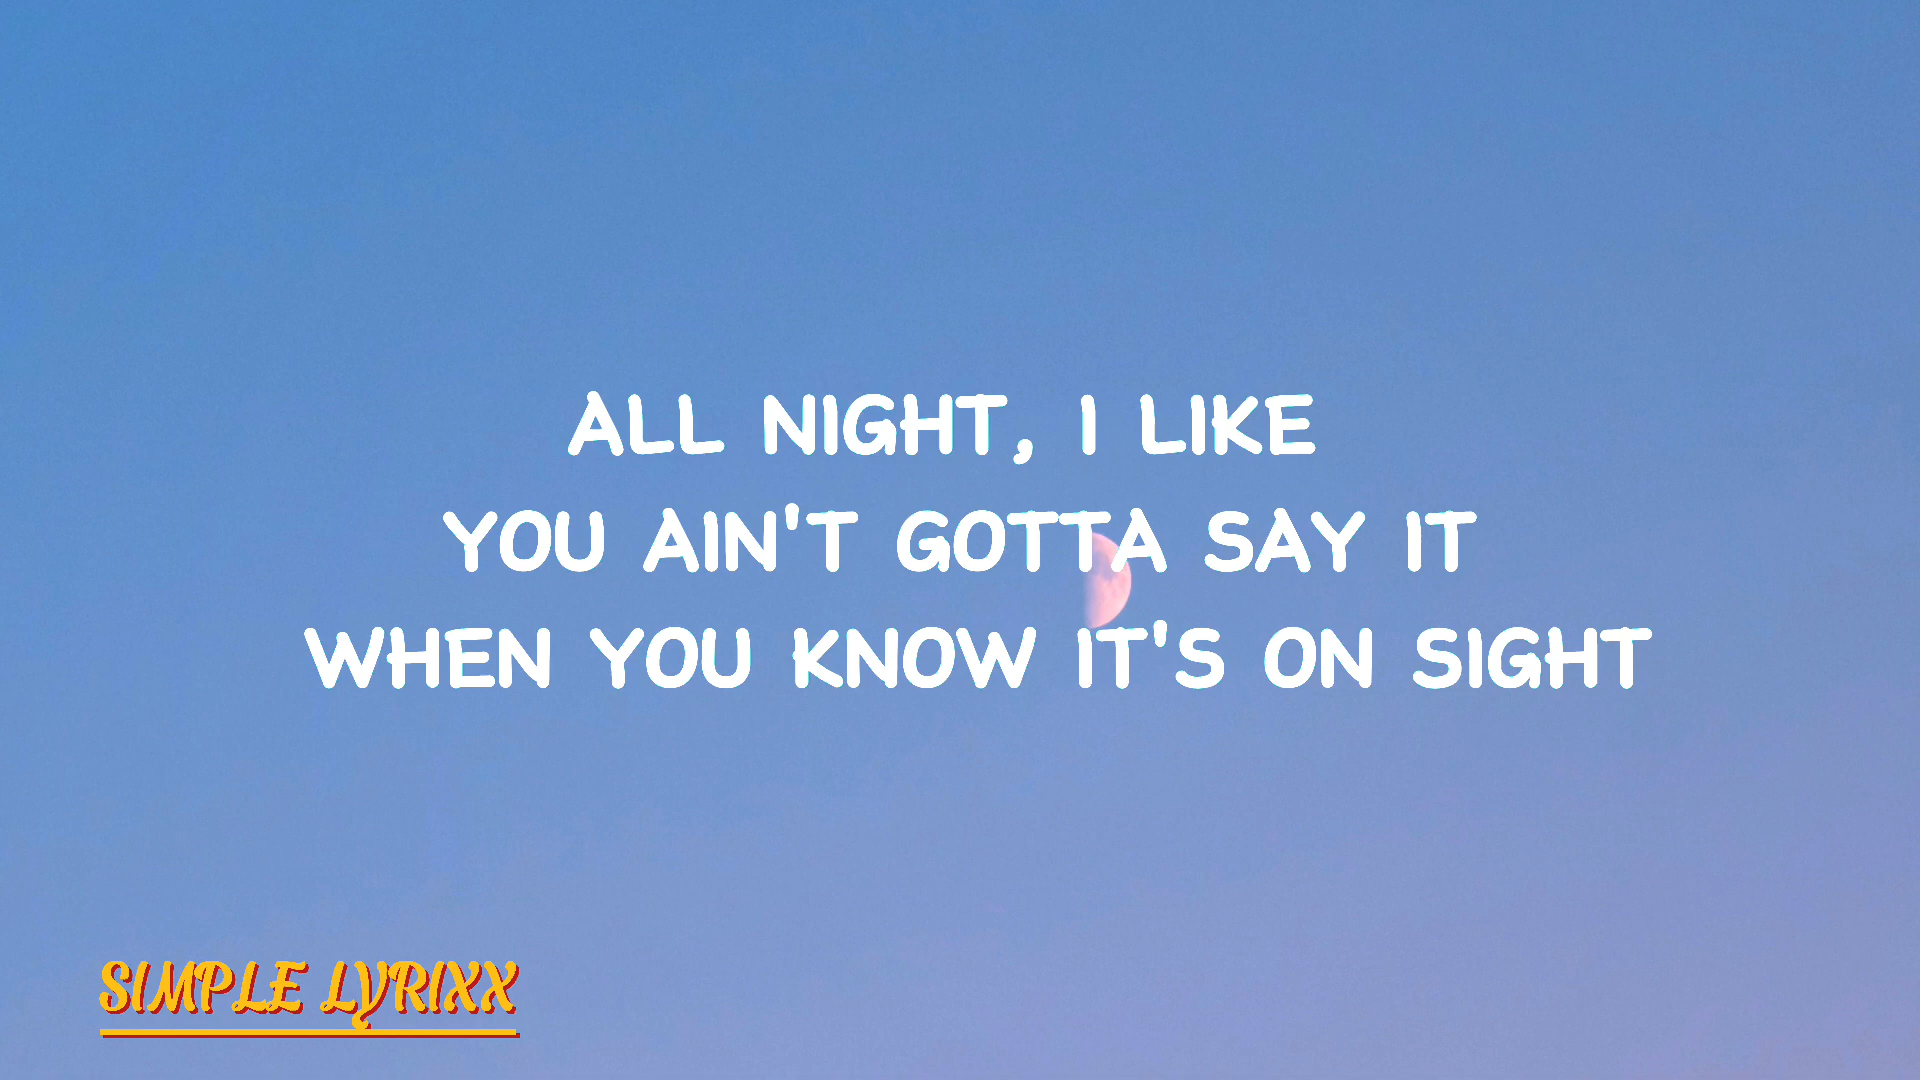 ALL NIGHT, I LIKE
YOU AIN'T GOTTA SAY IT
WHEN YOU KNOW IT'S ON SIGHT
SIMPLE LYRIXX